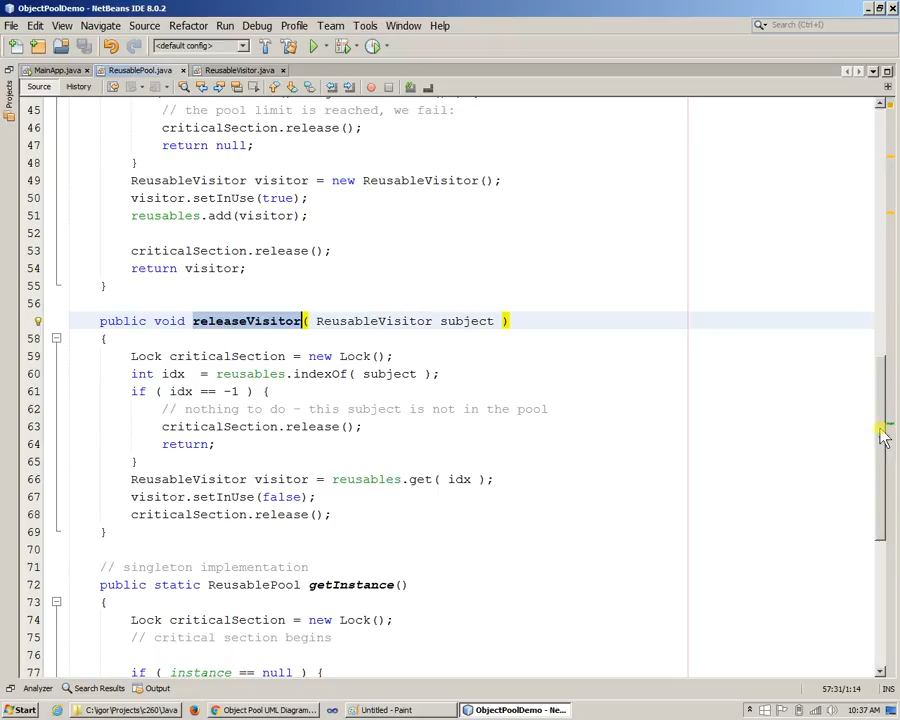 ObjectPoolDemo - NetBeans IDE 8.0.2
File Edit View Navigate Source Refactor Run Debug Profile Team Tools Window Help
Search (Ctrl+I)
<default config>
MainApp.java ReusablePool.java ReusableVisitor.java
Projects
Source History
45 // the pool limit is reached, we fail:
46 criticalSection.release();
47 return null;
48 }
49 ReusableVisitor visitor = new ReusableVisitor();
50 visitor.setInUse(true);
51 reusables.add(visitor);
52
53 criticalSection.release();
54 return visitor;
55 }
56
public void releaseVisitor( ReusableVisitor subject )
58 {
59 Lock criticalSection = new Lock();
60 int idx = reusables.indexOf( subject );
61 if ( idx == -1 ) {
62 // nothing to do - this subject is not in the pool
63 criticalSection.release();
64 return;
65 }
66 ReusableVisitor visitor = reusables.get( idx );
67 visitor.setInUse(false);
68 criticalSection.release();
69 }
70
71 // singleton implementation
72 public static ReusablePool getInstance()
73 {
74 Lock criticalSection = new Lock();
75 // critical section begins
76
77 if ( instance == null ) {
Analyzer Search Results Output
57:31/1:14 INS
Start C:\igor\Projects\c260\Java Object Pool UML Diagram... Untitled - Paint ObjectPoolDemo - Ne... 10:37 AM